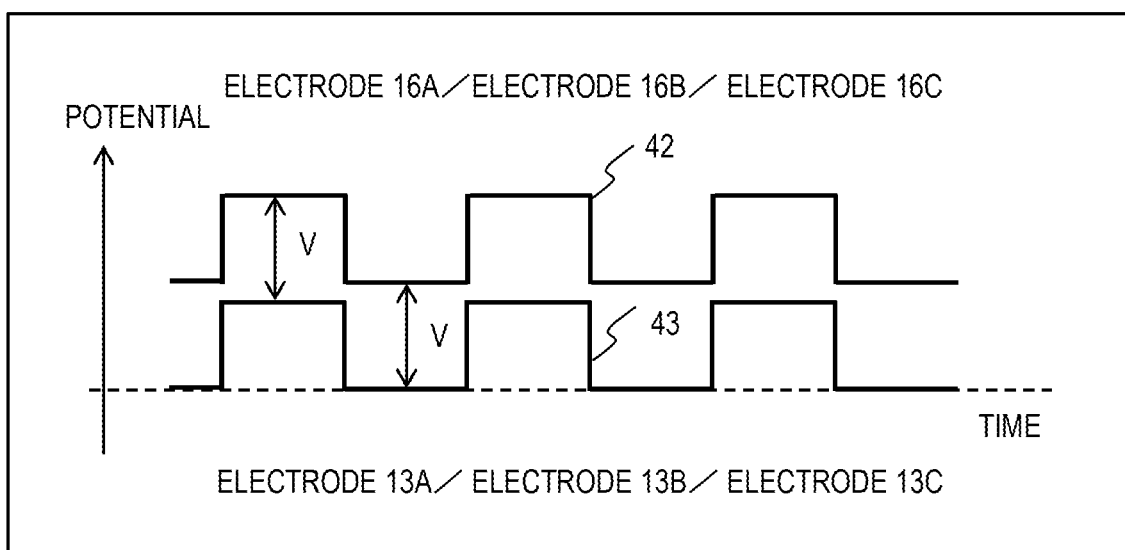 ELECTRODE 16A／ELECTRODE 16B／ ELECTRODE 16C
POTENTIAL
42
V
V
43
TIME
ELECTRODE 13A／ ELECTRODE 13B／ ELECTRODE 13C